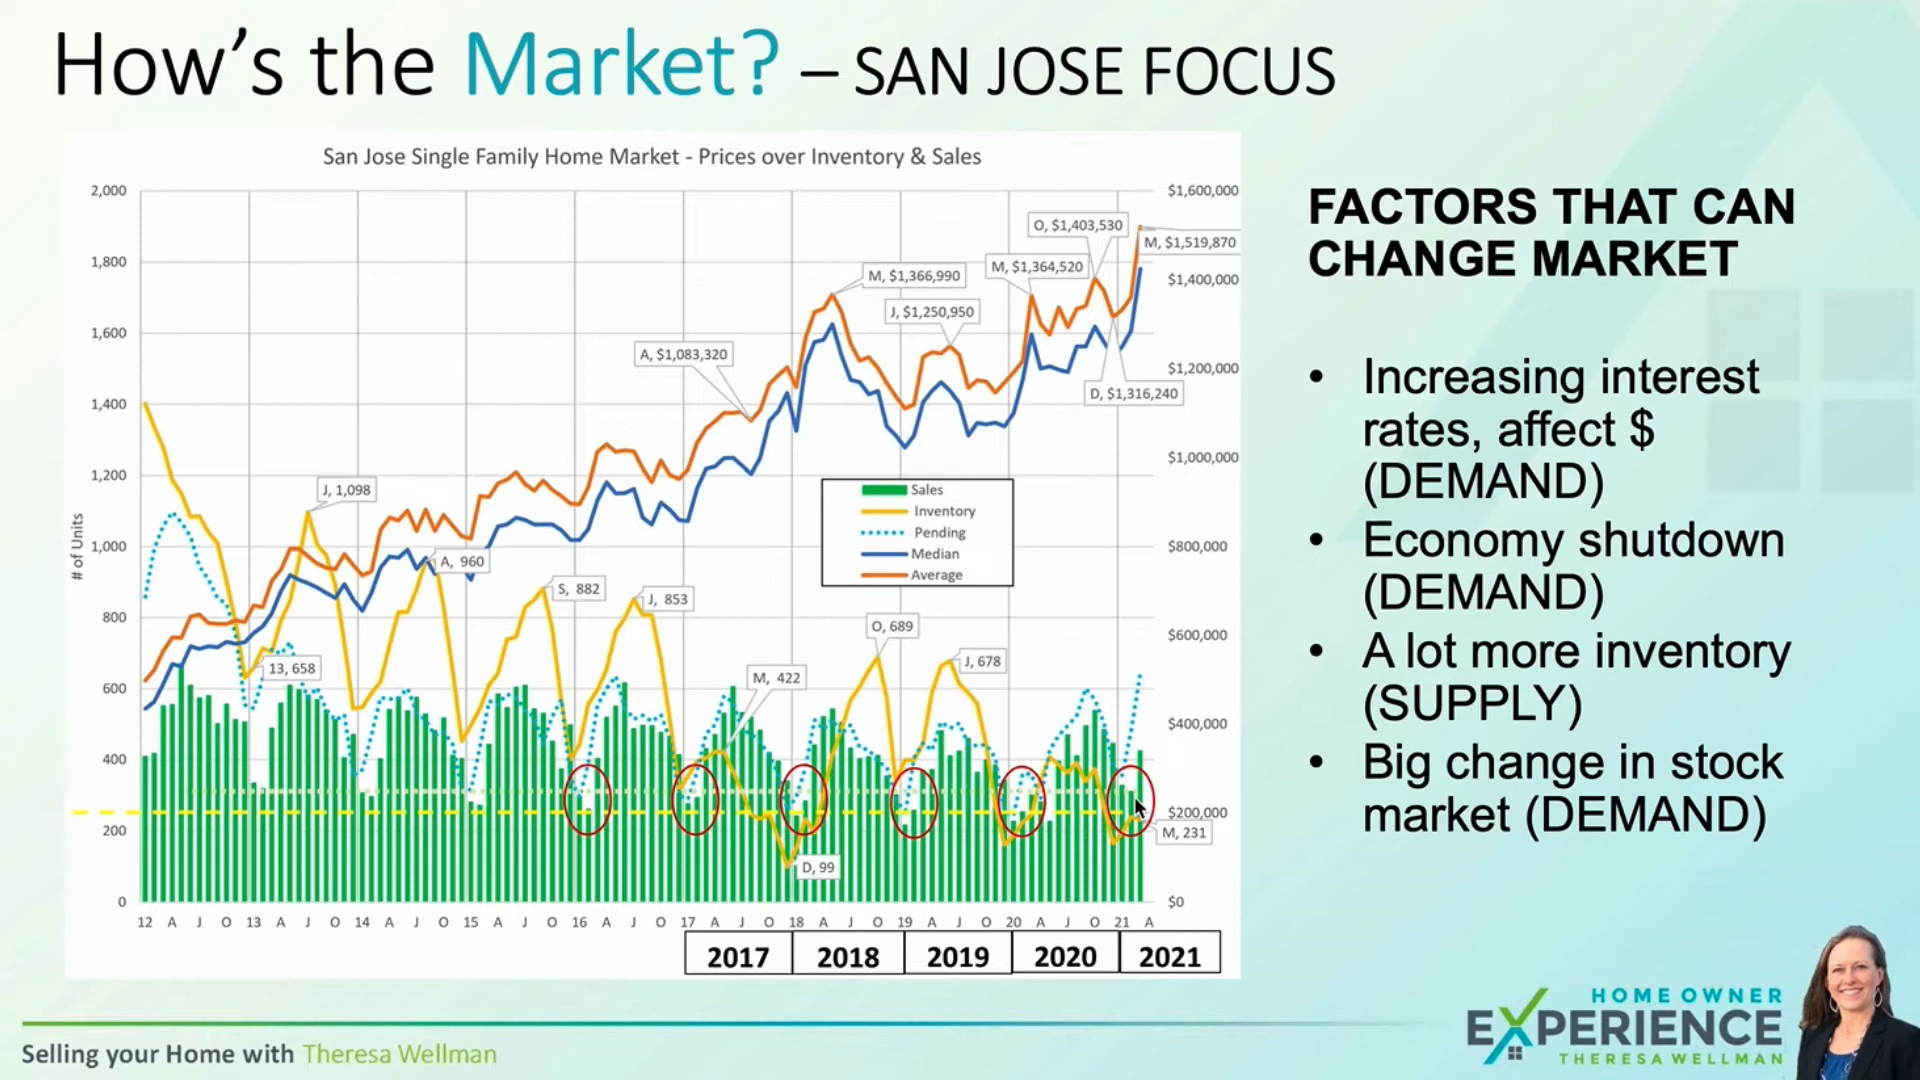 How's the Market? – SAN JOSE FOCUS
San Jose Single Family Home Market - Prices over Inventory & Sales
2,000
1,800
1,600
1,400
1,200
1,000
800
600
400
200
0
# of Units
$1,600,000
$1,400,000
$1,200,000
$1,000,000
$800,000
$600,000
$400,000
$200,000
$0
O, $1,403,530
M, $1,519,870
M, $1,366,990
M, $1,364,520
J, $1,250,950
A, $1,083,320
D, $1,316,240
J, 1,098
A, 960
S, 882
J, 853
O, 689
J, 678
13, 658
M, 422
D, 99
M, 231
Sales
Inventory
Pending
Median
Average
12 A J O 13 A J O 14 A J O 15 A J O 16 A J O 17 A J O 18 A J O 19 A J O 20 A J O 21 A
2017 2018 2019 2020 2021
FACTORS THAT CAN
CHANGE MARKET
• Increasing interest
rates, affect $
(DEMAND)
• Economy shutdown
(DEMAND)
• A lot more inventory
(SUPPLY)
• Big change in stock
market (DEMAND)
Selling your Home with Theresa Wellman
HOME OWNER
EXPERIENCE
THERESA WELLMAN